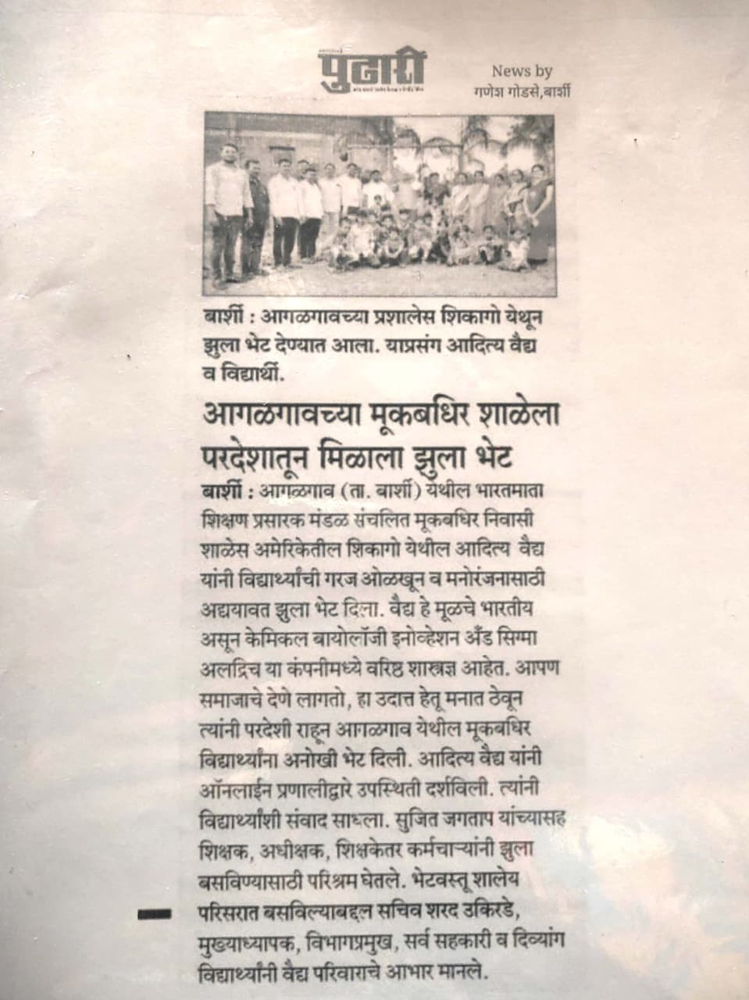 पुढारी
News by
गणेश गोडसे,बार्शी
बार्शी : आगळगावच्या प्रशालेस शिकागो येथून
झुला भेट देण्यात आला. याप्रसंग आदित्य वैद्य
व विद्यार्थी.
आगळगावच्या मूकबधिर शाळेला
परदेशातून मिळाला झुला भेट
बार्शी : आगळगाव (ता. बार्शी) येथील भारतमाता
शिक्षण प्रसारक मंडळ संचलित मूकबधिर निवासी
शाळेस अमेरिकेतील शिकागो येथील आदित्य वैद्य
यांनी विद्यार्थ्यांची गरज ओळखून व मनोरंजनासाठी
अद्ययावत झुला भेट दिला. वैद्य हे मूळचे भारतीय
असून केमिकल बायोलॉजी इनोव्हेशन अँड सिग्मा
अलद्रिच या कंपनीमध्ये वरिष्ठ शास्त्रज्ञ आहेत. आपण
समाजाचे देणे लागतो, हा उदात्त हेतू मनात ठेवून
त्यांनी परदेशी राहून आगळगाव येथील मूकबधिर
विद्यार्थ्यांना अनोखी भेट दिली. आदित्य वैद्य यांनी
ऑनलाईन प्रणालीद्वारे उपस्थिती दर्शविली. त्यांनी
विद्यार्थ्यांशी संवाद साधला. सुजित जगताप यांच्यासह
शिक्षक, अधीक्षक, शिक्षकेतर कर्मचाऱ्यांनी झुला
बसविण्यासाठी परिश्रम घेतले. भेटवस्तू शालेय
परिसरात बसविल्याबद्दल सचिव शरद उकिरडे,
मुख्याध्यापक, विभागप्रमुख, सर्व सहकारी व दिव्यांग
विद्यार्थ्यांनी वैद्य परिवाराचे आभार मानले.